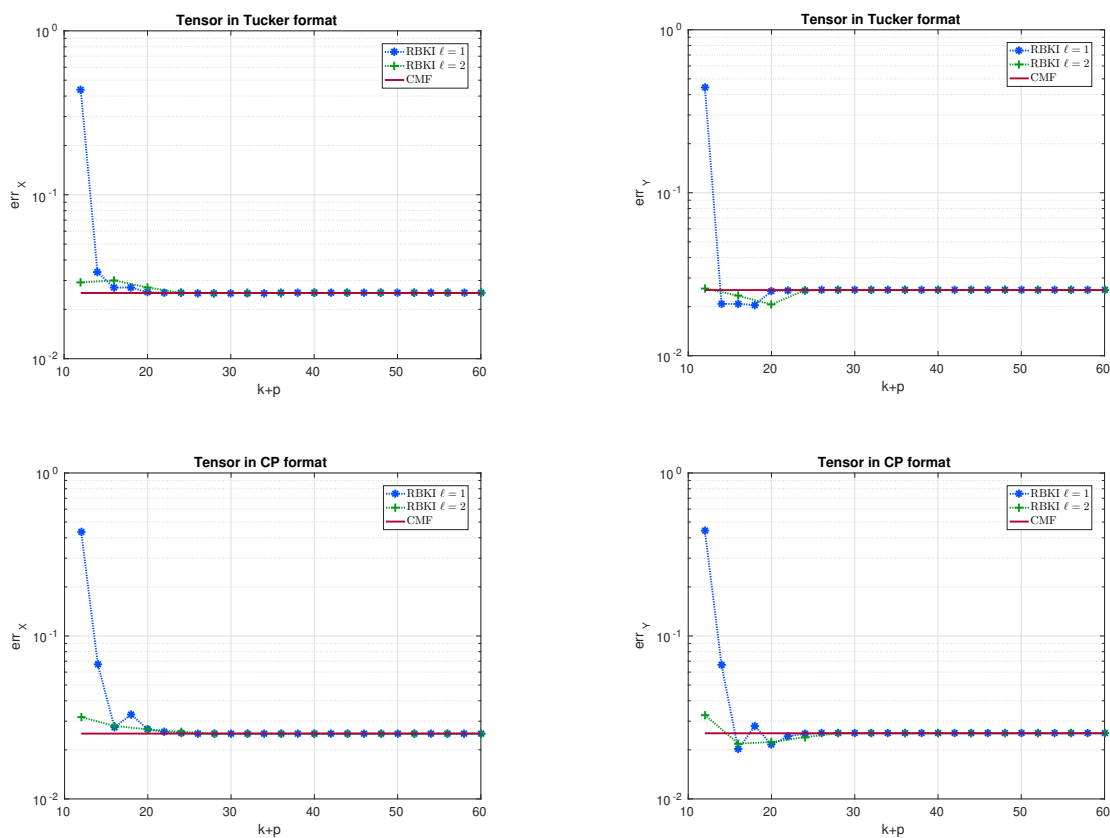 Tensor in Tucker format
10^0
10^-1
10^-2
err_X
RBKI ℓ = 1
RBKI ℓ = 2
CMF
10 20 30 40 50 60
k+p
Tensor in Tucker format
10^0
10^-1
10^-2
err_Y
RBKI ℓ = 1
RBKI ℓ = 2
CMF
10 20 30 40 50 60
k+p
Tensor in CP format
10^0
10^-1
10^-2
err_X
RBKI ℓ = 1
RBKI ℓ = 2
CMF
10 20 30 40 50 60
k+p
Tensor in CP format
10^0
10^-1
10^-2
err_Y
RBKI ℓ = 1
RBKI ℓ = 2
CMF
10 20 30 40 50 60
k+p